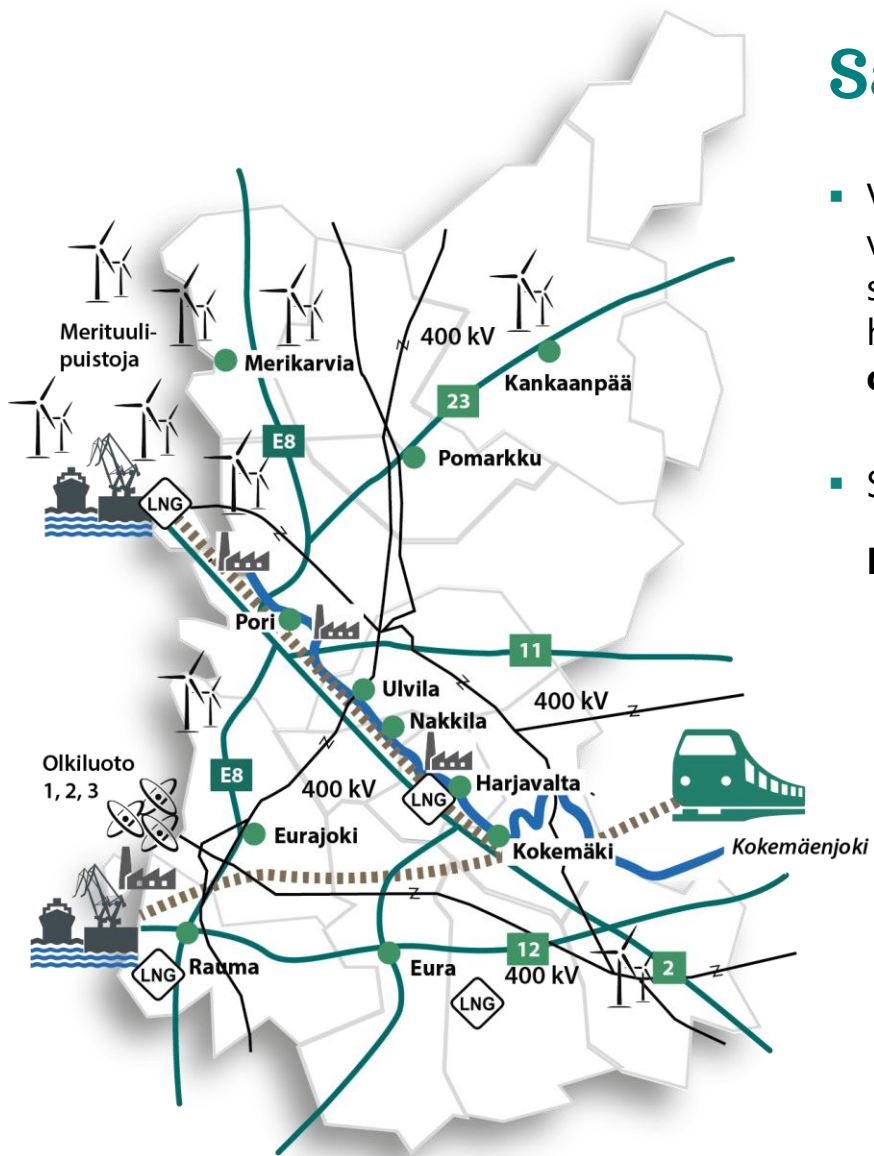 Merituuli-
puistoja
Merikarvia
400 kV
Kankaanpää
23
E8
Pomarkku
LNG
Pori
11
Ulvila
400 kV
Nakkila
Olkiluoto
1, 2, 3
E8
400 kV
Harjavalta
LNG
Eurajoki
Kokemäki
Kokemäenjoki
Rauma
12
Eura
400 kV
2
LNG
LNG